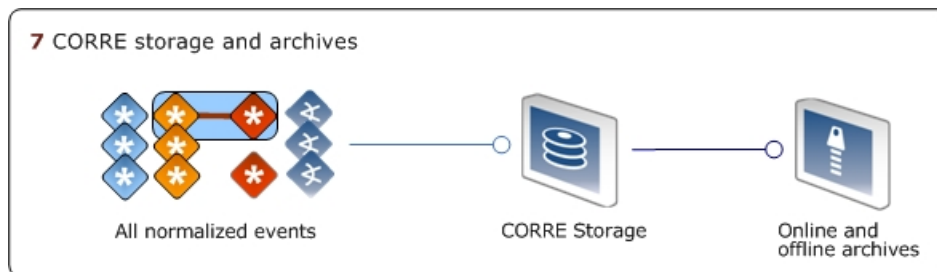 7 CORRE storage and archives
All normalized events
CORRE Storage
Online and
offline archives